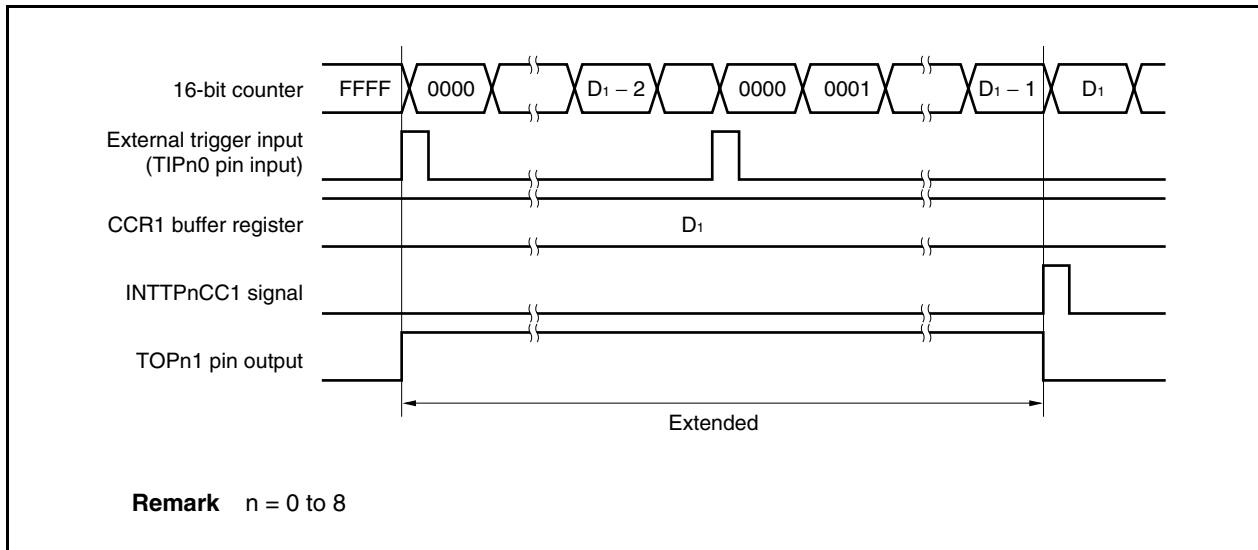 16-bit counter FFFF 0000 D1 – 2 0000 0001 D1 – 1 D1
External trigger input
(TIPn0 pin input)
CCR1 buffer register D1
INTTPnCC1 signal
TOPn1 pin output
Extended
Remark n = 0 to 8